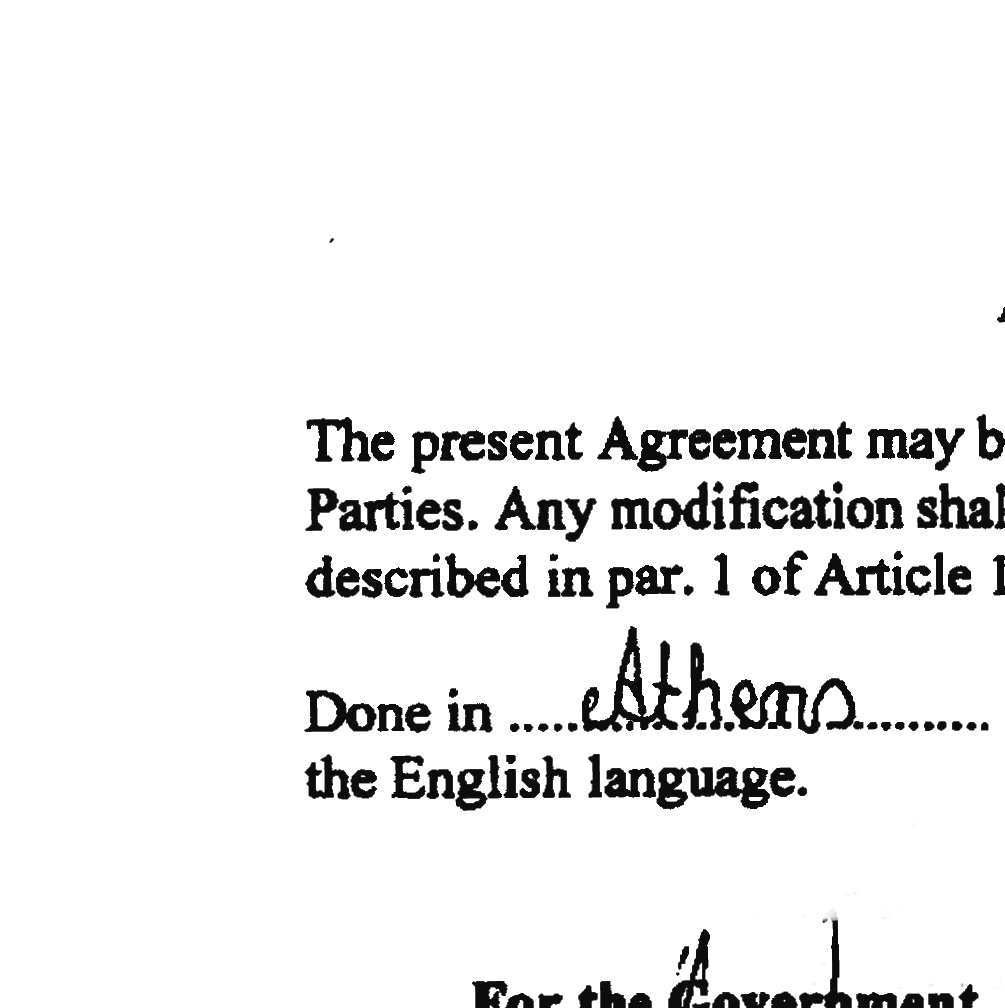 The present Agreement may b
Parties. Any modification shal
described in par. 1 of Article
Done in .....Athens..........
the English language.
For the Government